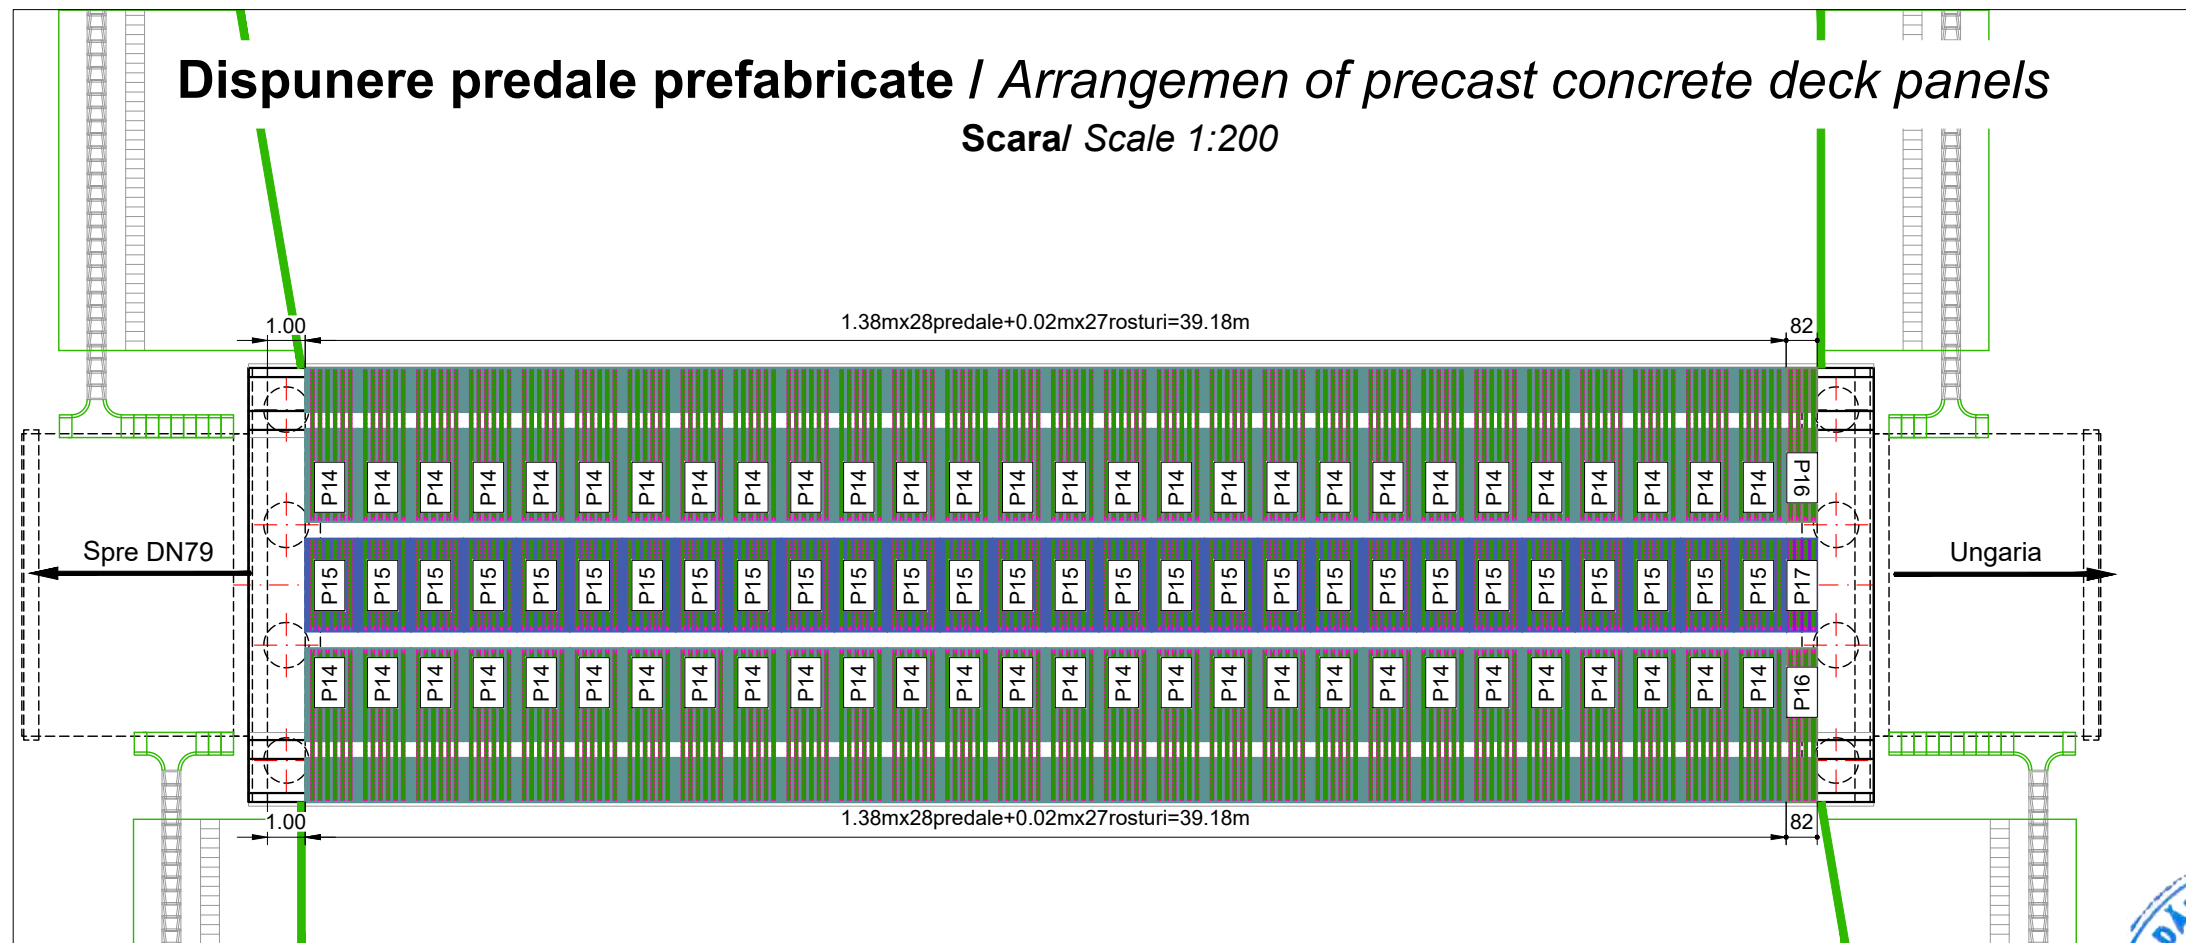 Dispunere predale prefabricate / Arrangemen of precast concrete deck panels
Scara/ Scale 1:200
1.00 1.38mx28predale+0.02mx27rosturi=39.18m 82
P14 P14 P14 P14 P14 P14 P14 P14 P14 P14 P14 P14 P14 P14 P14 P14 P14 P14 P14 P14 P14 P14 P14 P14 P14 P14 P14 P14 P16
Spre DN79
P15 P15 P15 P15 P15 P15 P15 P15 P15 P15 P15 P15 P15 P15 P15 P15 P15 P15 P15 P15 P15 P15 P15 P15 P15 P15 P15 P15 P17
Ungaria
P14 P14 P14 P14 P14 P14 P14 P14 P14 P14 P14 P14 P14 P14 P14 P14 P14 P14 P14 P14 P14 P14 P14 P14 P14 P14 P14 P14 P16
1.00 1.38mx28predale+0.02mx27rosturi=39.18m 82